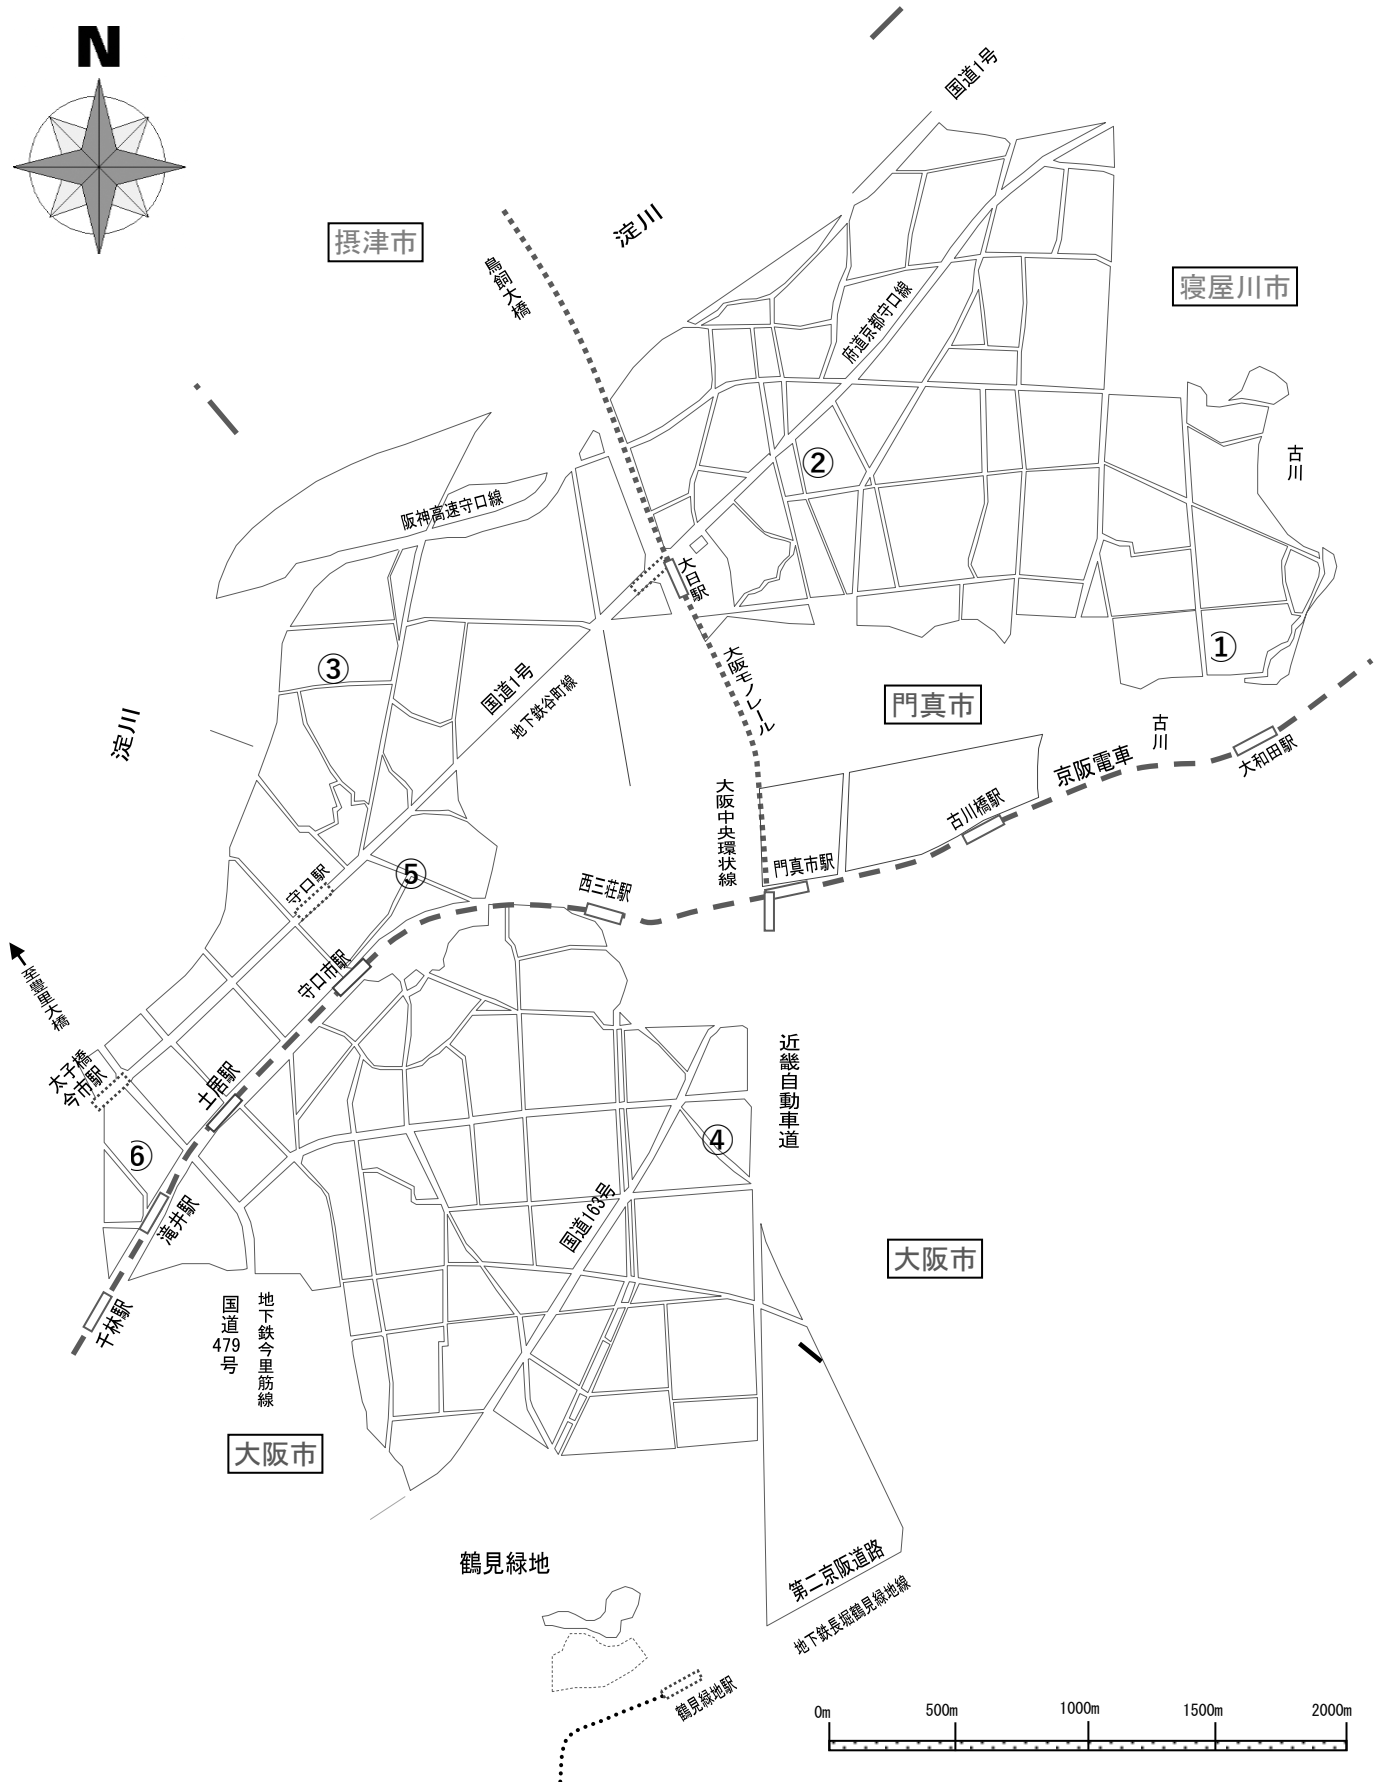 N
国道1号
摂津市
淀川
鳥飼大橋
寝屋川市
府道京都守口線
古川
②
阪神高速守口線
大日駅
①
③
大阪モノレール
国道1号
地下鉄谷町線
門真市
淀川
古川
京阪電車
大和田駅
大阪中央環状線
古川橋駅
門真市駅
守口駅
⑤
西三荘駅
守口市駅
至豊里大橋
太子橋
今市駅
土居駅
近畿自動車道
④
⑥
滝井駅
国道163号
大阪市
千林駅
国道479号
地下鉄今里筋線
大阪市
鶴見緑地
第二京阪道路
地下鉄長堀鶴見緑地線
鶴見緑地駅
0m
500m
1000m
1500m
2000m